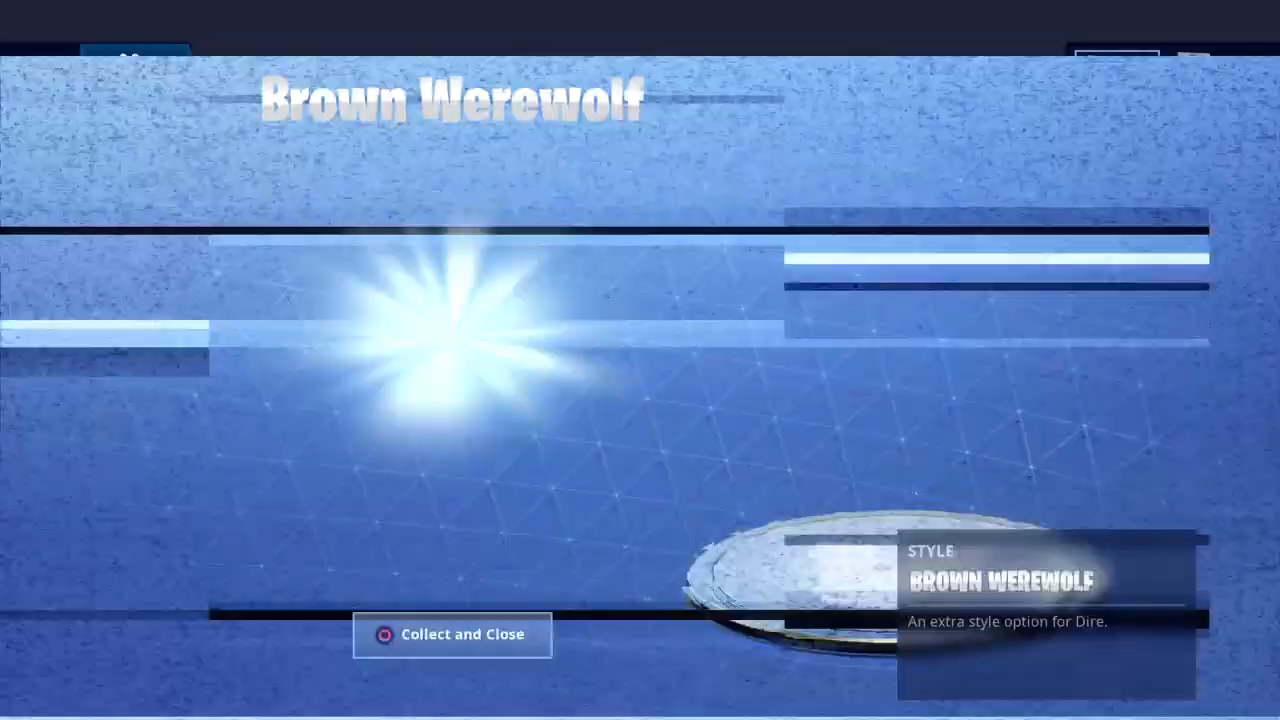 Brown Werewolf
STYLE
BROWN WEREWOLF
An extra style option for Dire.
Collect and Close